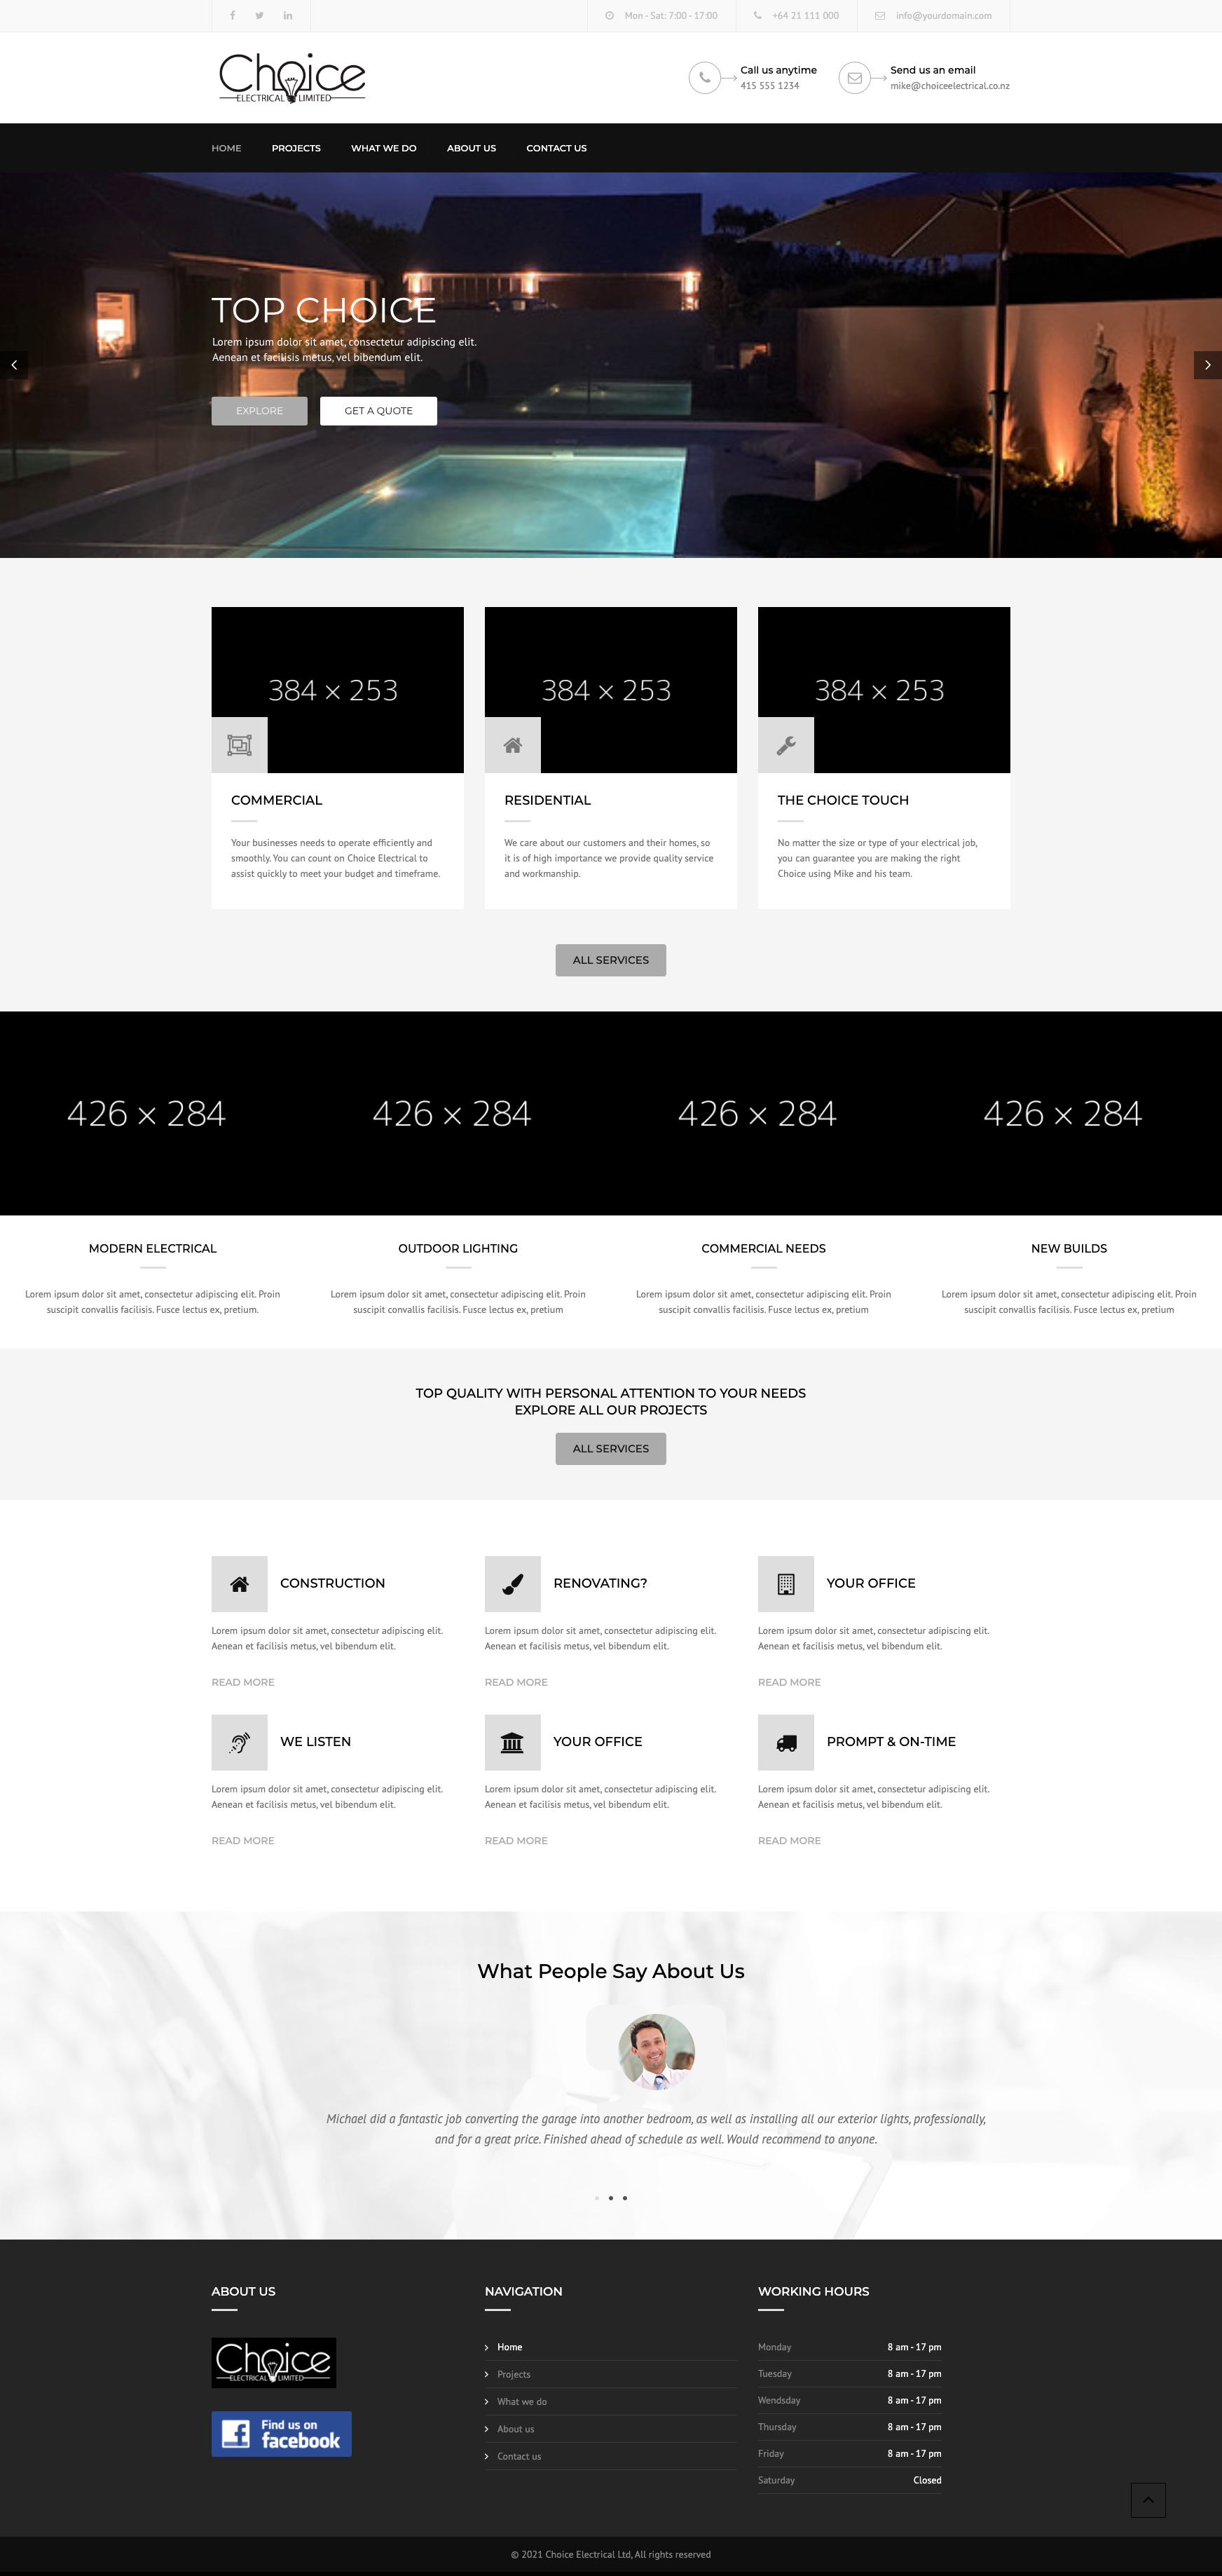 Mon - Sat: 7:00 - 17:00
+64 21 111 000
info@yourdomain.com
Choice
ELECTRICAL LIMITED
Call us anytime
415 555 1234
Send us an email
mike@choiceelectrical.co.nz
HOME
PROJECTS
WHAT WE DO
ABOUT US
CONTACT US
TOP CHOICE
Lorem ipsum dolor sit amet, consectetur adipiscing elit.
Aenean et facilisis metus, vel bibendum elit.
EXPLORE
GET A QUOTE
384 × 253
384 × 253
384 × 253
COMMERCIAL
Your businesses needs to operate efficiently and
smoothly. You can count on Choice Electrical to
assist quickly to meet your budget and timeframe.
RESIDENTIAL
We care about our customers and their homes, so
it is of high importance we provide quality service
and workmanship.
THE CHOICE TOUCH
No matter the size or type of your electrical job,
you can guarantee you are making the right
Choice using Mike and his team.
ALL SERVICES
426 × 284
426 × 284
426 × 284
426 × 284
MODERN ELECTRICAL
Lorem ipsum dolor sit amet, consectetur adipiscing elit. Proin
suscipit convallis facilisis. Fusce lectus ex, pretium.
OUTDOOR LIGHTING
Lorem ipsum dolor sit amet, consectetur adipiscing elit. Proin
suscipit convallis facilisis. Fusce lectus ex, pretium
COMMERCIAL NEEDS
Lorem ipsum dolor sit amet, consectetur adipiscing elit. Proin
suscipit convallis facilisis. Fusce lectus ex, pretium
NEW BUILDS
Lorem ipsum dolor sit amet, consectetur adipiscing elit. Proin
suscipit convallis facilisis. Fusce lectus ex, pretium
TOP QUALITY WITH PERSONAL ATTENTION TO YOUR NEEDS
EXPLORE ALL OUR PROJECTS
ALL SERVICES
CONSTRUCTION
Lorem ipsum dolor sit amet, consectetur adipiscing elit.
Aenean et facilisis metus, vel bibendum elit.
READ MORE
RENOVATING?
Lorem ipsum dolor sit amet, consectetur adipiscing elit.
Aenean et facilisis metus, vel bibendum elit.
READ MORE
YOUR OFFICE
Lorem ipsum dolor sit amet, consectetur adipiscing elit.
Aenean et facilisis metus, vel bibendum elit.
READ MORE
WE LISTEN
Lorem ipsum dolor sit amet, consectetur adipiscing elit.
Aenean et facilisis metus, vel bibendum elit.
READ MORE
YOUR OFFICE
Lorem ipsum dolor sit amet, consectetur adipiscing elit.
Aenean et facilisis metus, vel bibendum elit.
READ MORE
PROMPT & ON-TIME
Lorem ipsum dolor sit amet, consectetur adipiscing elit.
Aenean et facilisis metus, vel bibendum elit.
READ MORE
What People Say About Us
Michael did a fantastic job converting the garage into another bedroom, as well as installing all our exterior lights, professionally,
and for a great price. Finished ahead of schedule as well. Would recommend to anyone.
ABOUT US
Choice
ELECTRICAL LIMITED
Find us on
facebook
NAVIGATION
Home
Projects
What we do
About us
Contact us
WORKING HOURS
Monday 8 am - 17 pm
Tuesday 8 am - 17 pm
Wendsday 8 am - 17 pm
Thursday 8 am - 17 pm
Friday 8 am - 17 pm
Saturday Closed
© 2021 Choice Electrical Ltd, All rights reserved